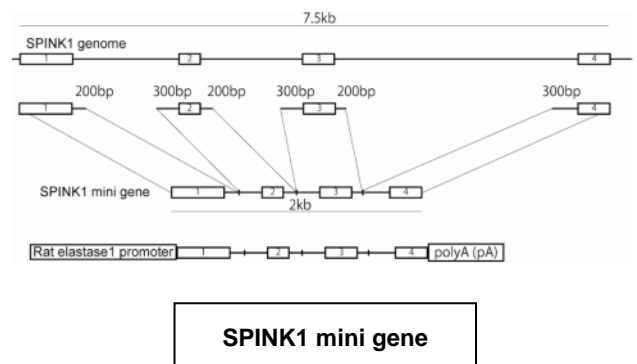 7.5kb
SPINK1 genome
1 2 3 4
200bp 300bp 200bp 300bp 200bp 300bp
1 2 3 4
SPINK1 mini gene 1 2 3 4
2kb
Rat elastase1 promoter 1 2 3 4 polyA (pA)
SPINK1 mini gene